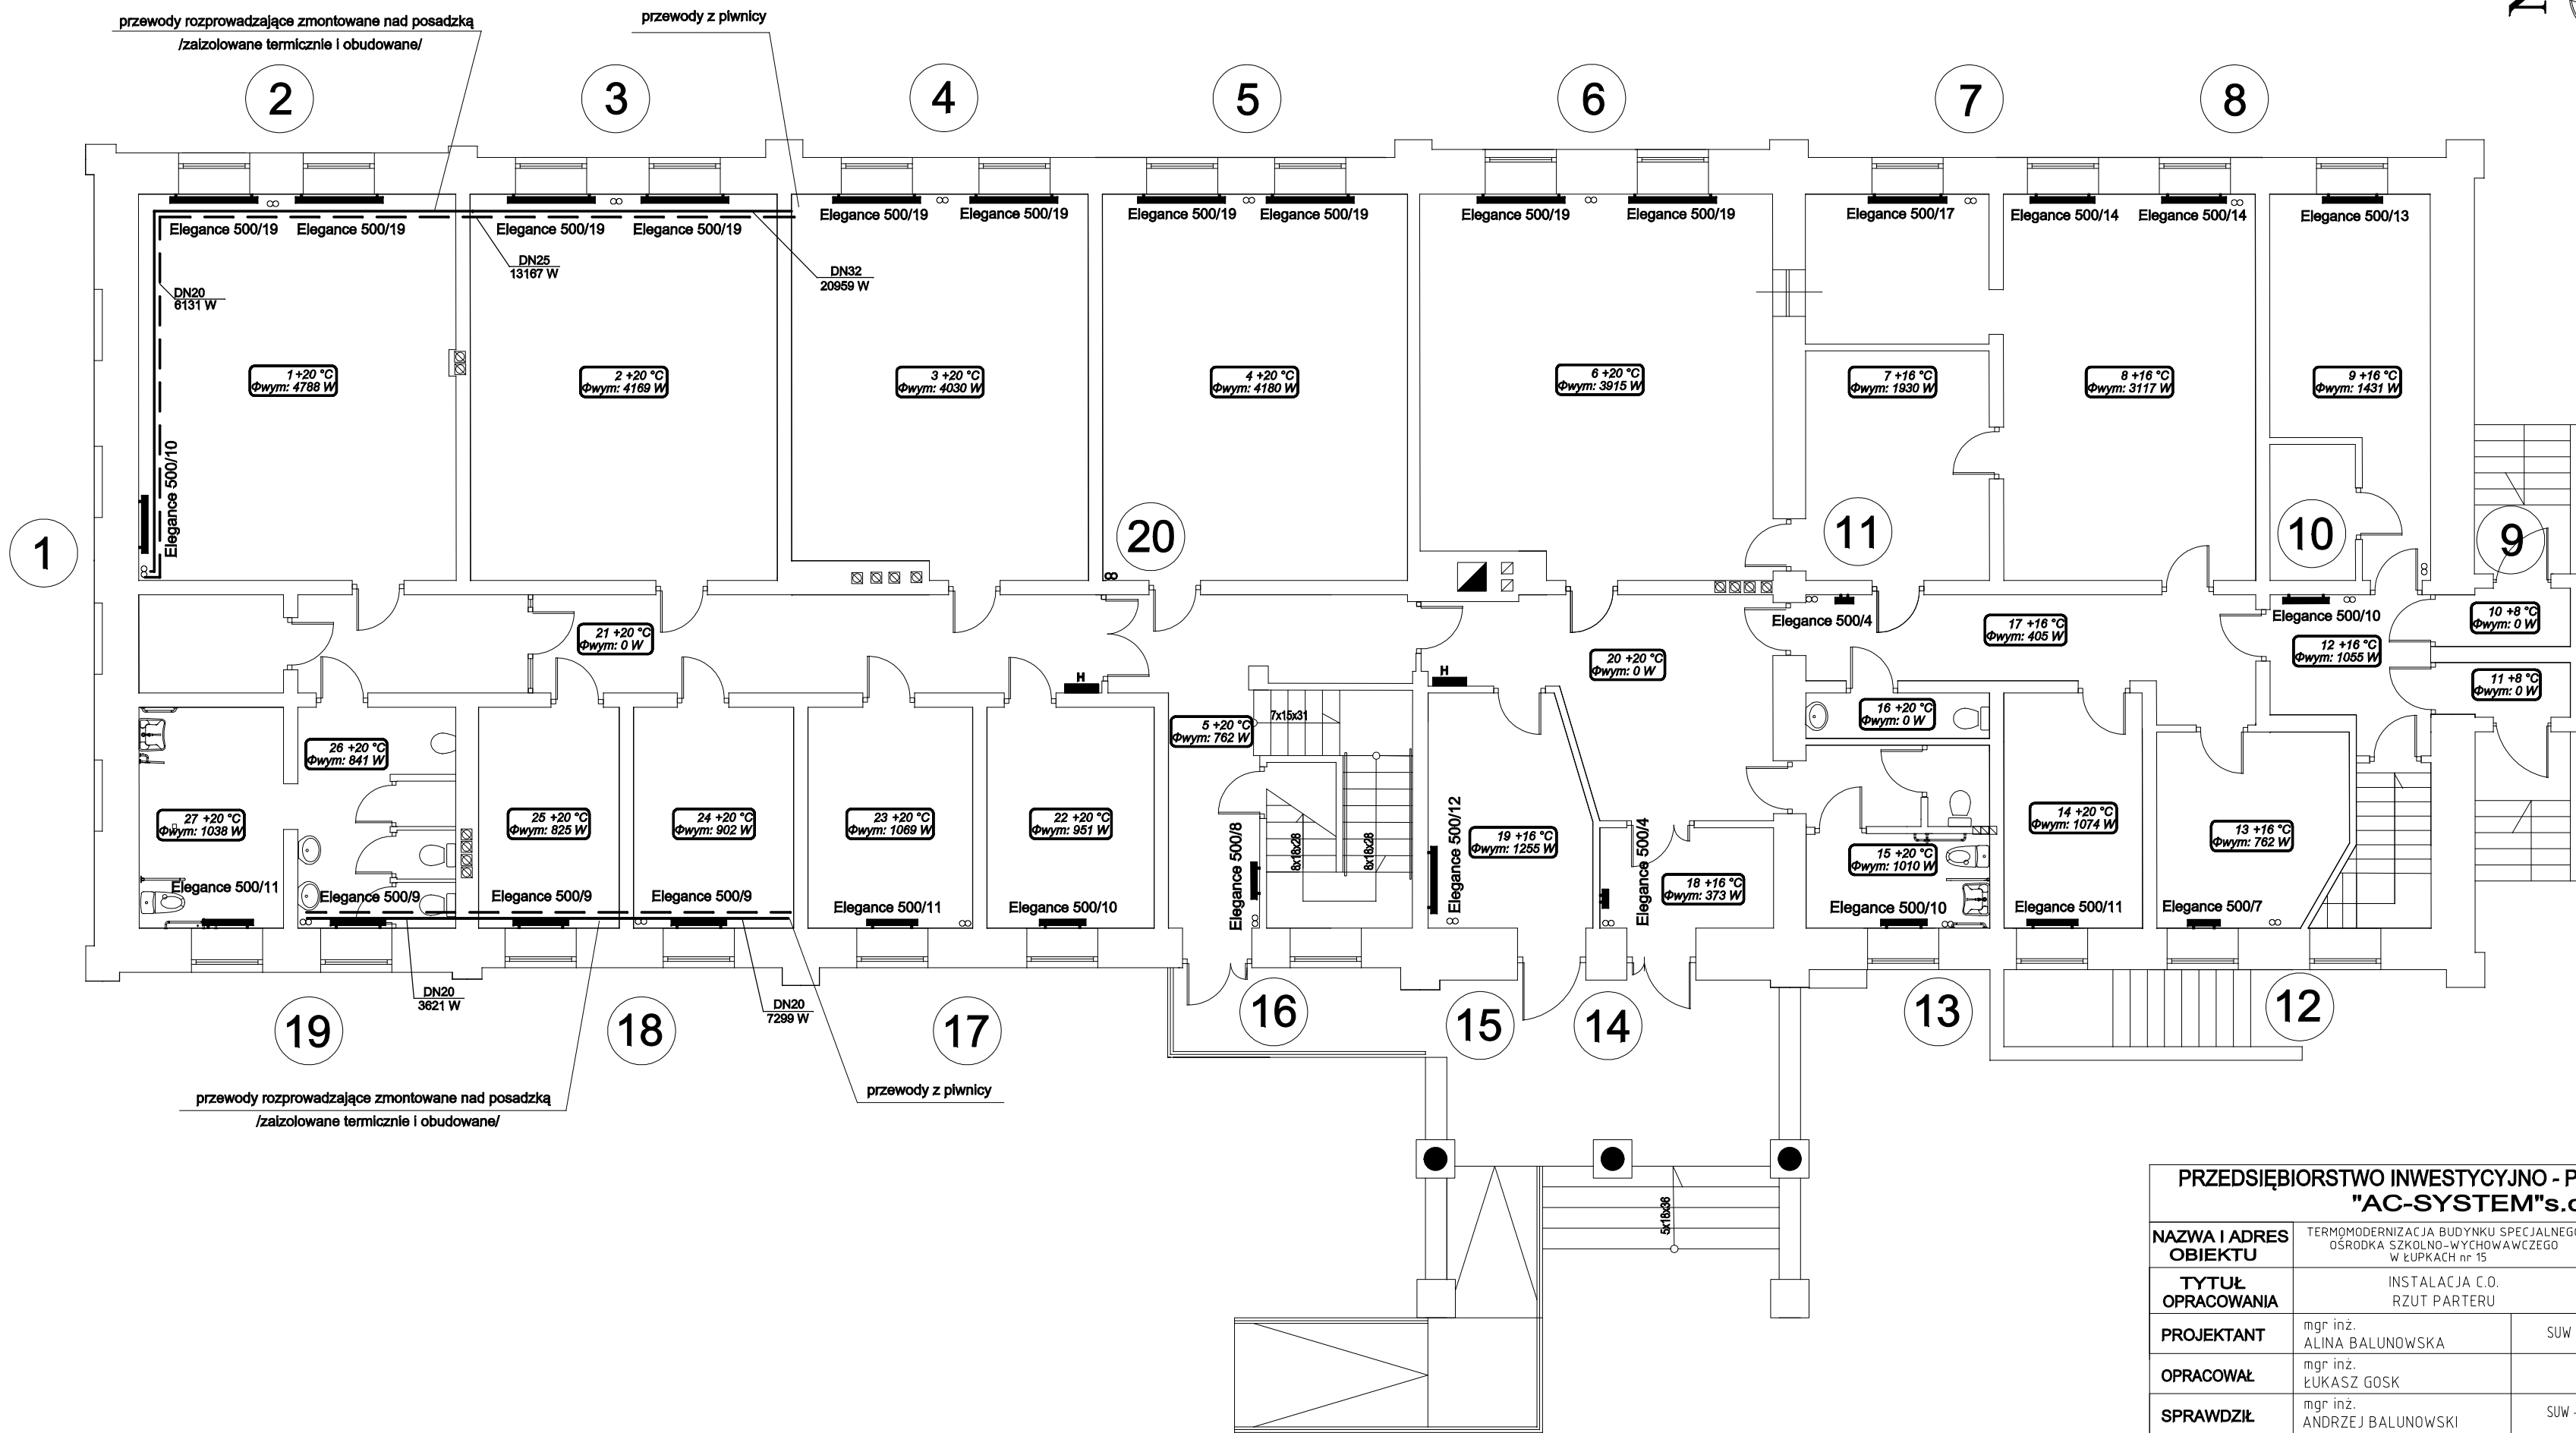 przewody rozprowadzające zmontowane nad posadzką
/zaizolowane termicznie i obudowane/
przewody z piwnicy
N
2
3
4
5
6
7
8
Elegance 500/19
Elegance 500/19
Elegance 500/19
Elegance 500/19
Elegance 500/19
Elegance 500/19
Elegance 500/19
Elegance 500/19
Elegance 500/19
Elegance 500/19
Elegance 500/17
Elegance 500/14
Elegance 500/14
Elegance 500/13
DN20
6131 W
DN25
13167 W
DN32
20959 W
1 +20 °C
Φwym: 4788 W
2 +20 °C
Φwym: 4169 W
3 +20 °C
Φwym: 4030 W
4 +20 °C
Φwym: 4180 W
6 +20 °C
Φwym: 3915 W
7 +16 °C
Φwym: 1930 W
8 +16 °C
Φwym: 3117 W
9 +16 °C
Φwym: 1431 W
Elegance 500/10
1
20
11
10
9
21 +20 °C
Φwym: 0 W
H
H
20 +20 °C
Φwym: 0 W
Elegance 500/4
17 +16 °C
Φwym: 405 W
Elegance 500/10
12 +16 °C
Φwym: 1055 W
10 +8 °C
Φwym: 0 W
11 +8 °C
Φwym: 0 W
5 +20 °C
Φwym: 762 W
7x15x31
8x18x28
8x18x28
16 +20 °C
Φwym: 0 W
26 +20 °C
Φwym: 841 W
27 +20 °C
Φwym: 1038 W
25 +20 °C
Φwym: 825 W
24 +20 °C
Φwym: 902 W
23 +20 °C
Φwym: 1069 W
22 +20 °C
Φwym: 951 W
Elegance 500/8
Elegance 500/12
19 +16 °C
Φwym: 1255 W
Elegance 500/4
18 +16 °C
Φwym: 373 W
15 +20 °C
Φwym: 1010 W
14 +20 °C
Φwym: 1074 W
13 +16 °C
Φwym: 762 W
Elegance 500/11
Elegance 500/9
Elegance 500/9
Elegance 500/9
Elegance 500/11
Elegance 500/10
Elegance 500/10
Elegance 500/11
Elegance 500/7
DN20
3621 W
DN20
7299 W
19
18
17
16
15
14
13
12
przewody rozprowadzające zmontowane nad posadzką
/zaizolowane termicznie i obudowane/
przewody z piwnicy
5x16x36
PRZEDSIĘBIORSTWO INWESTYCYJNO - P
"AC-SYSTEM"s.c
NAZWA I ADRES
OBIEKTU
TERMOMODERNIZACJA BUDYNKU SPECJALNEGO
OŚRODKA SZKOLNO-WYCHOWAWCZEGO
W ŁUPKACH nr 15
TYTUŁ
OPRACOWANIA
INSTALACJA C.O.
RZUT PARTERU
PROJEKTANT
mgr inż.
ALINA BALUNOWSKA
SUW
OPRACOWAŁ
mgr inż.
ŁUKASZ GOSK
SPRAWDZIŁ
mgr inż.
ANDRZEJ BALUNOWSKI
SUW -